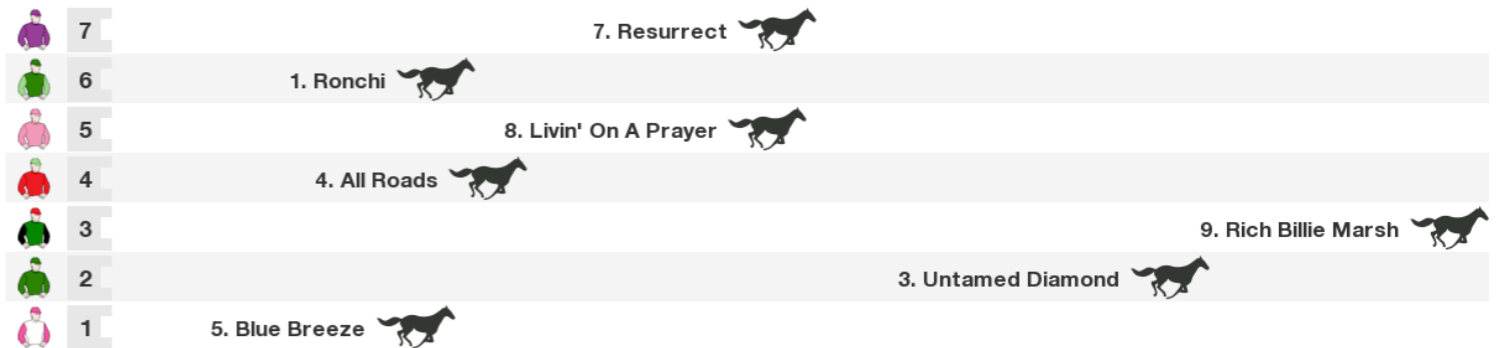 7 7. Resurrect
6 1. Ronchi
5 8. Livin' On A Prayer
4 4. All Roads
3 9. Rich Billie Marsh
2 3. Untamed Diamond
1 5. Blue Breeze